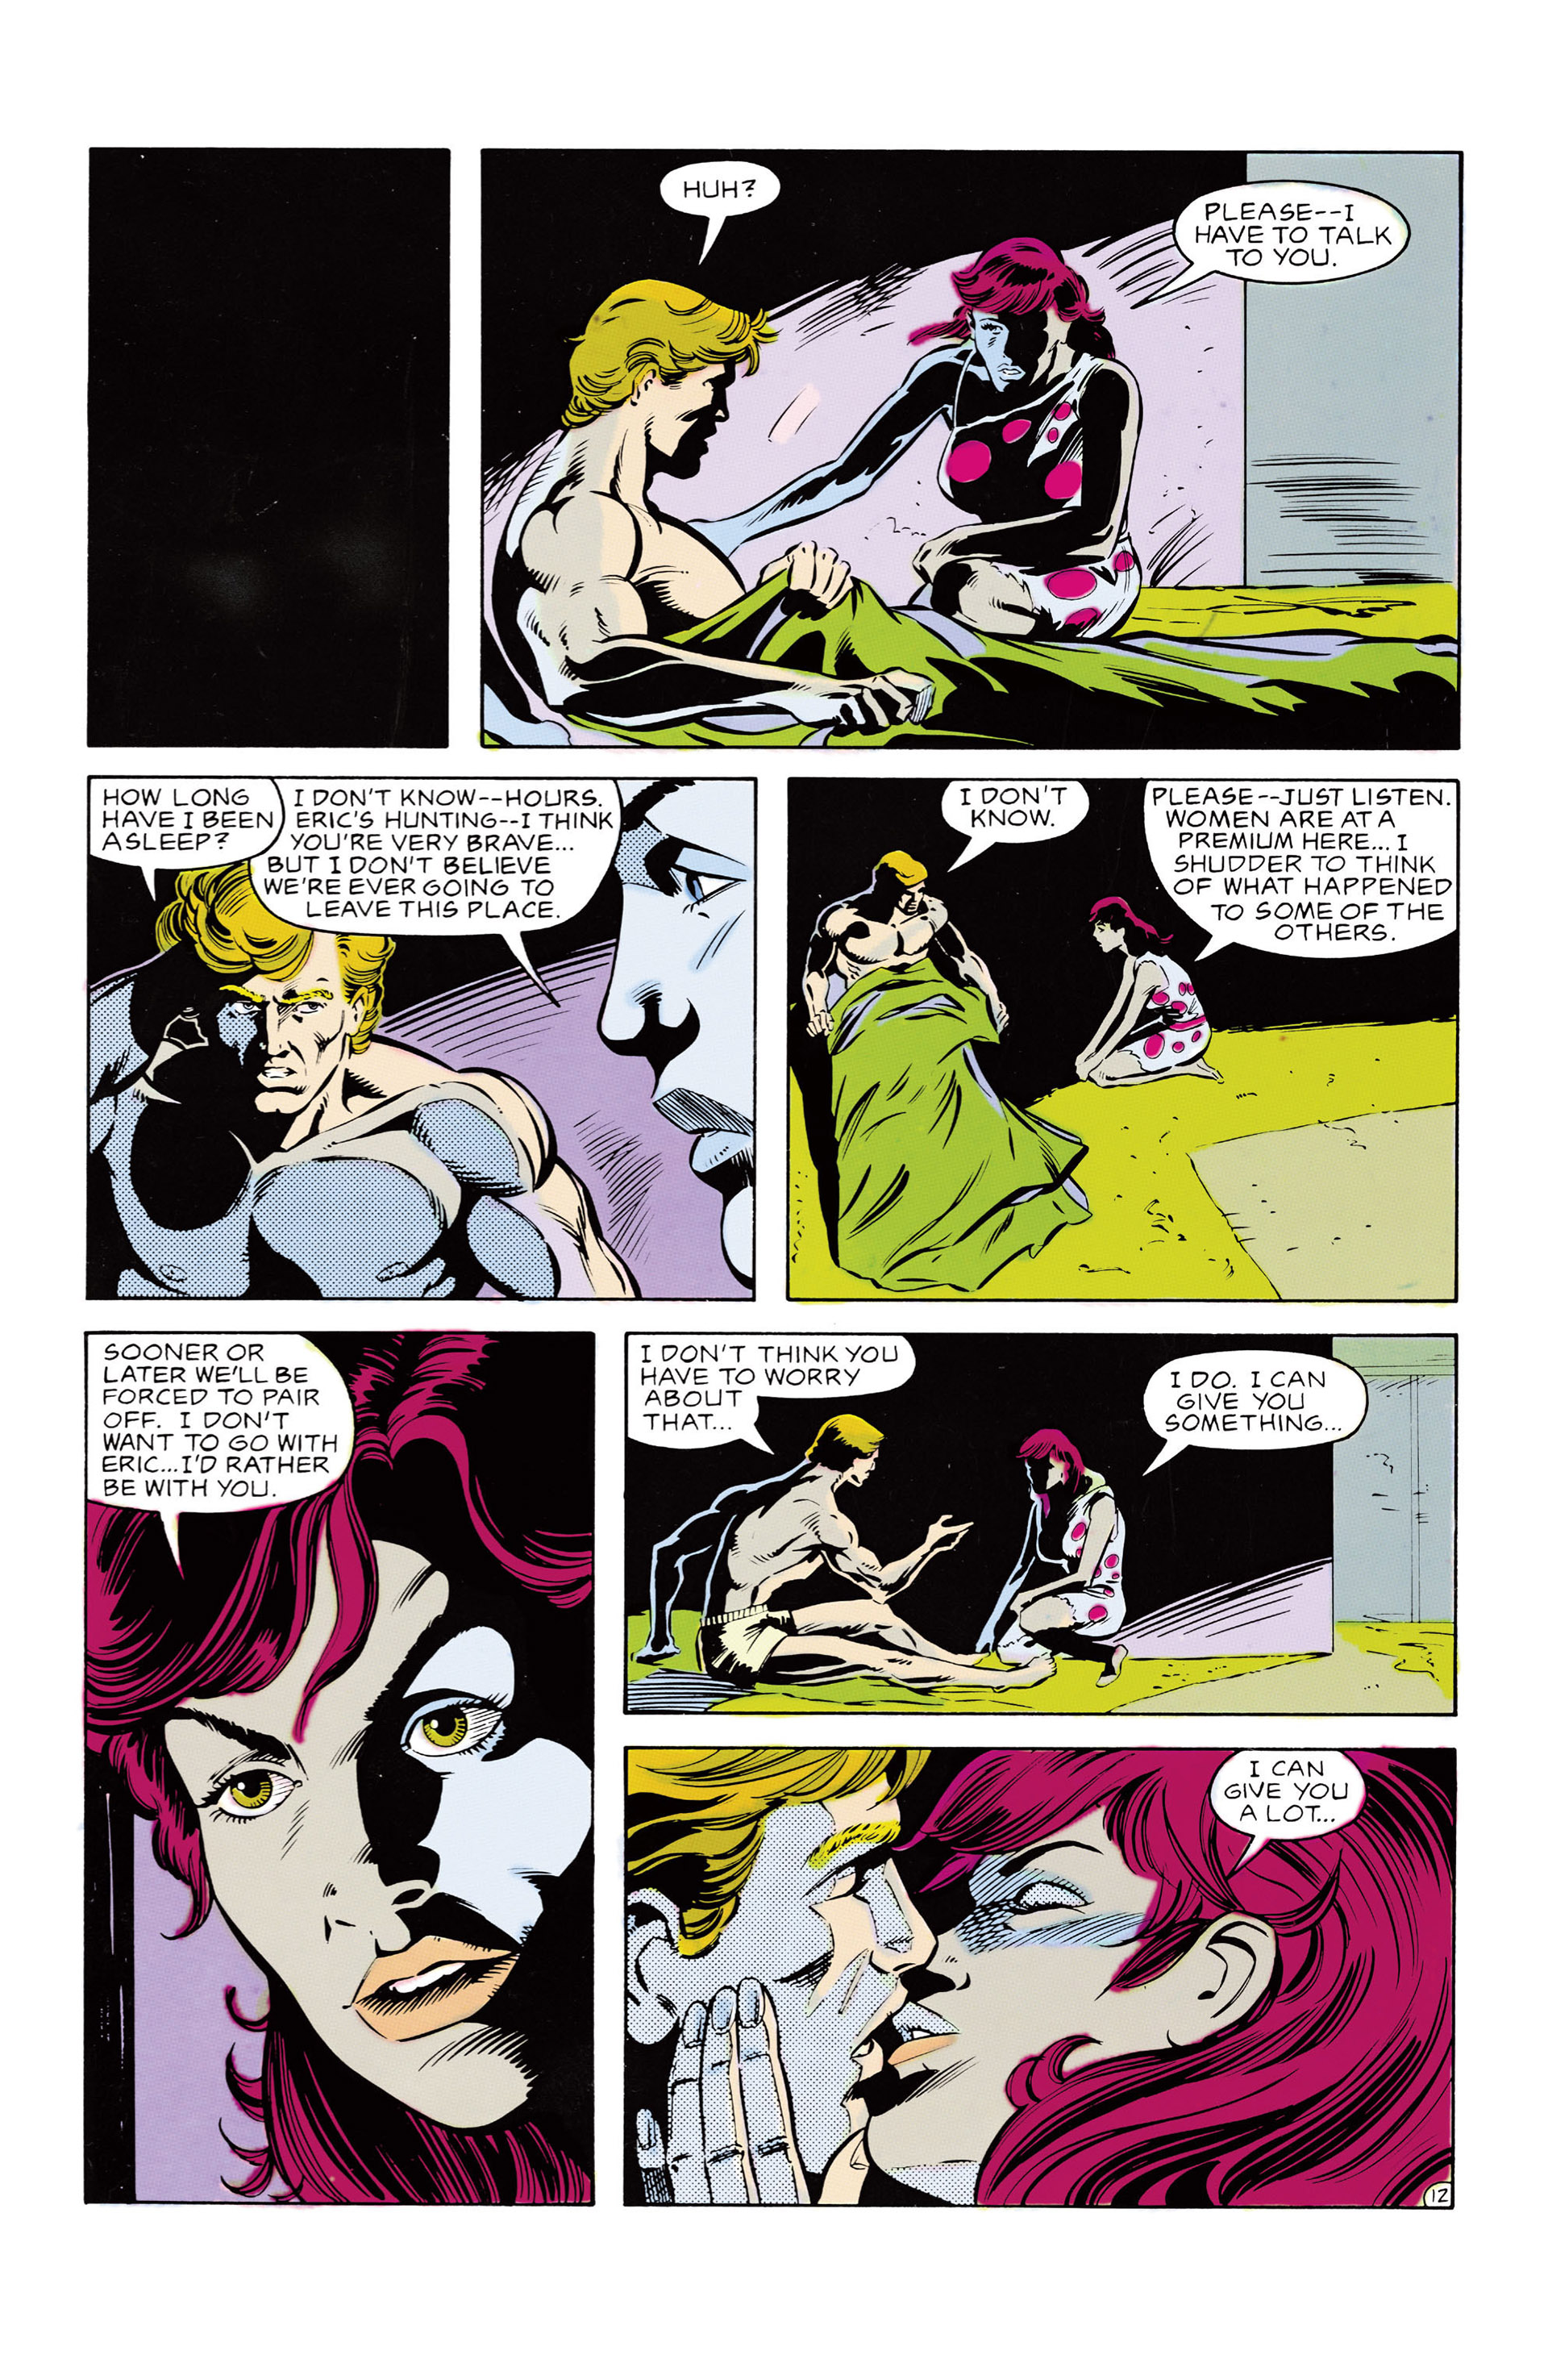 HUH?
PLEASE--I
HAVE TO TALK
TO YOU.
HOW LONG
HAVE I BEEN
ASLEEP?
I DON'T KNOW--HOURS.
ERIC'S HUNTING--I THINK
YOU'RE VERY BRAVE...
BUT I DON'T BELIEVE
WE'RE EVER GOING TO
LEAVE THIS PLACE.
I DON'T
KNOW.
PLEASE--JUST LISTEN.
WOMEN ARE AT A
PREMIUM HERE... I
SHUDDER TO THINK
OF WHAT HAPPENED
TO SOME OF THE
OTHERS.
SOONER OR
LATER WE'LL BE
FORCED TO PAIR
OFF. I DON'T
WANT TO GO WITH
ERIC...I'D RATHER
BE WITH YOU.
I DON'T THINK YOU
HAVE TO WORRY
ABOUT
THAT...
I DO. I CAN
GIVE YOU
SOMETHING...
I CAN
GIVE YOU
A LOT...
12